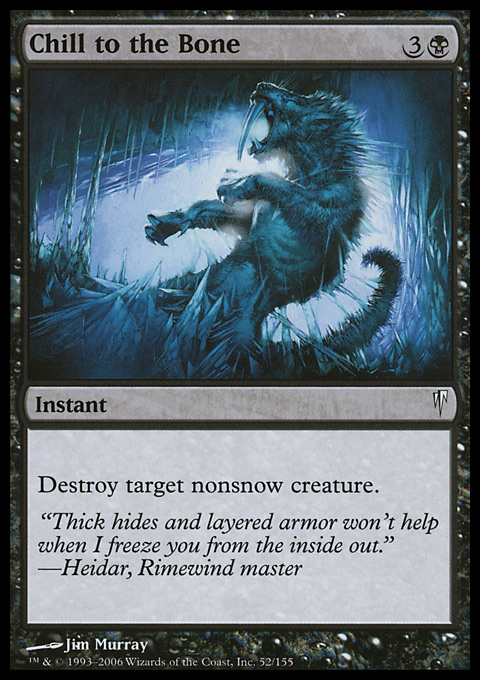 Chill to the Bone 3
Instant
Destroy target nonsnow creature.
“Thick hides and layered armor won’t help
when I freeze you from the inside out.”
—Heidar, Rimewind master
Jim Murray
™ & © 1993–2006 Wizards of the Coast, Inc. 52/155